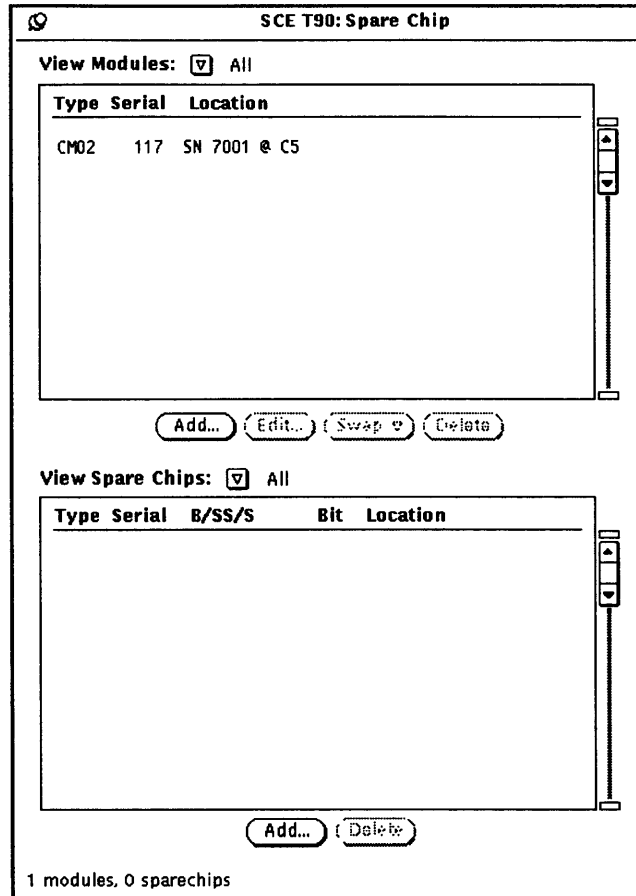 SCE T90: Spare Chip
View Modules: All
Type Serial Location
CM02 117 SN 7001 @ C5
Add... Edit... Swap Delete
View Spare Chips: All
Type Serial B/SS/S Bit Location
Add... Delete
1 modules, 0 sparechips